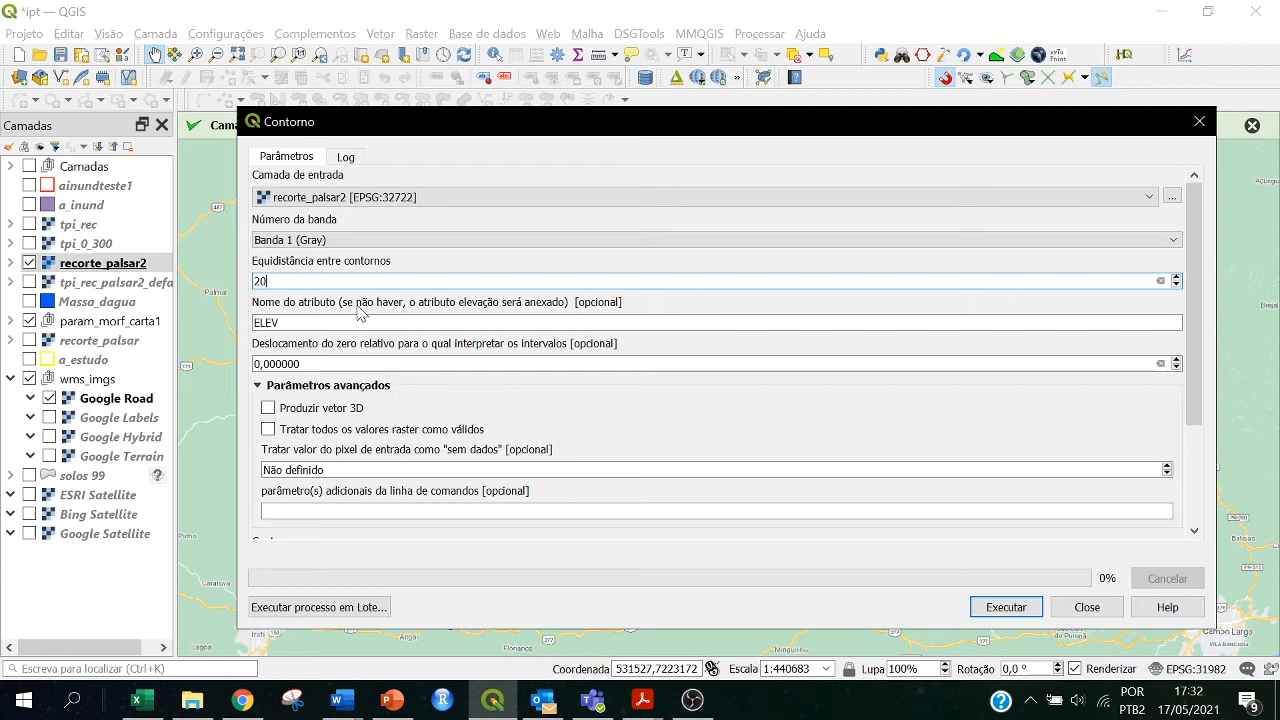 *ipt — QGIS
Projeto Editar Visão Camada Configurações Complementos Vetor Raster Base de dados Web Malha DSGTools MMQGIS Processar Ajuda
Camadas
Cama
Contorno
Parâmetros Log
Camada de entrada
recorte_palsar2 [EPSG:32722]
...
Número da banda
Banda 1 (Gray)
Equidistância entre contornos
20
Nome do atributo (se não haver, o atributo elevação será anexado) [opcional]
ELEV
Deslocamento do zero relativo para o qual interpretar os intervalos [opcional]
0,000000
Parâmetros avançados
Produzir vetor 3D
Tratar todos os valores raster como válidos
Tratar valor do pixel de entrada como "sem dados" [opcional]
Não definido
parâmetro(s) adicionais da linha de comandos [opcional]
0% Cancelar
Executar processo em Lote... Executar Close Help
Camadas
ainundteste1
a_inund
tpi_rec
tpi_0_300
recorte_palsar2
tpi_rec_palsar2_defa
Massa_dagua
param_morf_carta1
recorte_palsar
a_estudo
wms_imgs
Google Road
Google Labels
Google Hybrid
Google Terrain
solos 99
ESRI Satellite
Bing Satellite
Google Satellite
487
Palmar
Caratuva
Irati
Campo Largo
Escreva para localizar (Ctrl+K) Coordenada 531527,7223172 Escala 1:440683 Lupa 100% Rotação 0,0 ° Renderizar EPSG:31982
POR
PTB2
17:32
17/05/2021
9